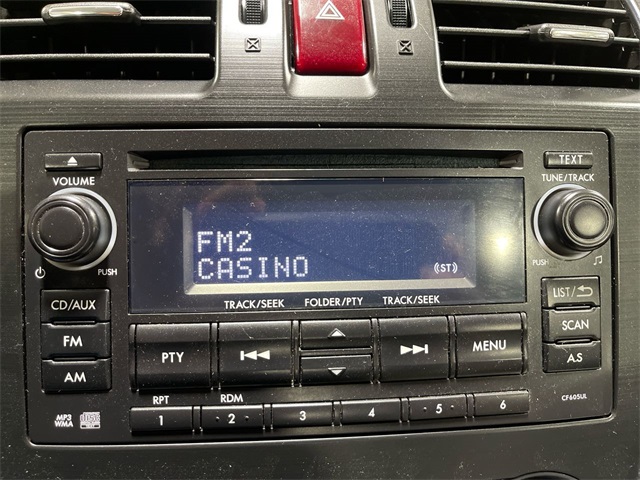 TEXT
VOLUME
TUNE/TRACK
FM2
CASINO
((ST))
PUSH
PUSH
CD/AUX
TRACK/SEEK FOLDER/PTY TRACK/SEEK
LIST/
FM
PTY
MENU
SCAN
AM
A.S
RPT RDM
MP3
WMA
1 2 3 4 5 6
CF605UL